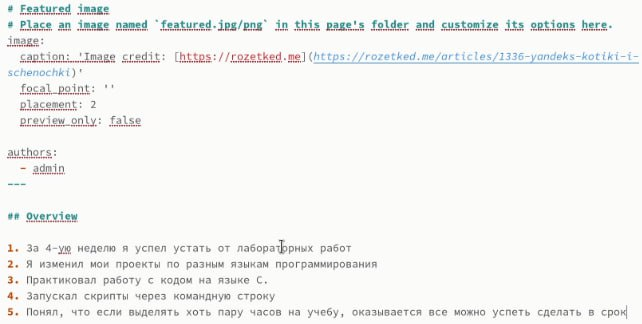 # Featured image
# Place an image named `featured.jpg/png` in this page's folder and customize its options here.
image:
  caption: 'Image credit: [https://rozetked.me](https://rozetked.me/articles/1336-yandeks-kotiki-i-
schenochki)'
  focal_point: ''
  placement: 2
  preview_only: false
authors:
  - admin
---
## Overview
1. За 4-ую неделю я успел устать от лабораторных работ
2. Я изменил мои проекты по разным языкам программирования
3. Практиковал работу с кодом на языке C.
4. Запускал скрипты через командную строку
5. Понял, что если выделять хоть пару часов на учебу, оказывается все можно успеть сделать в срок